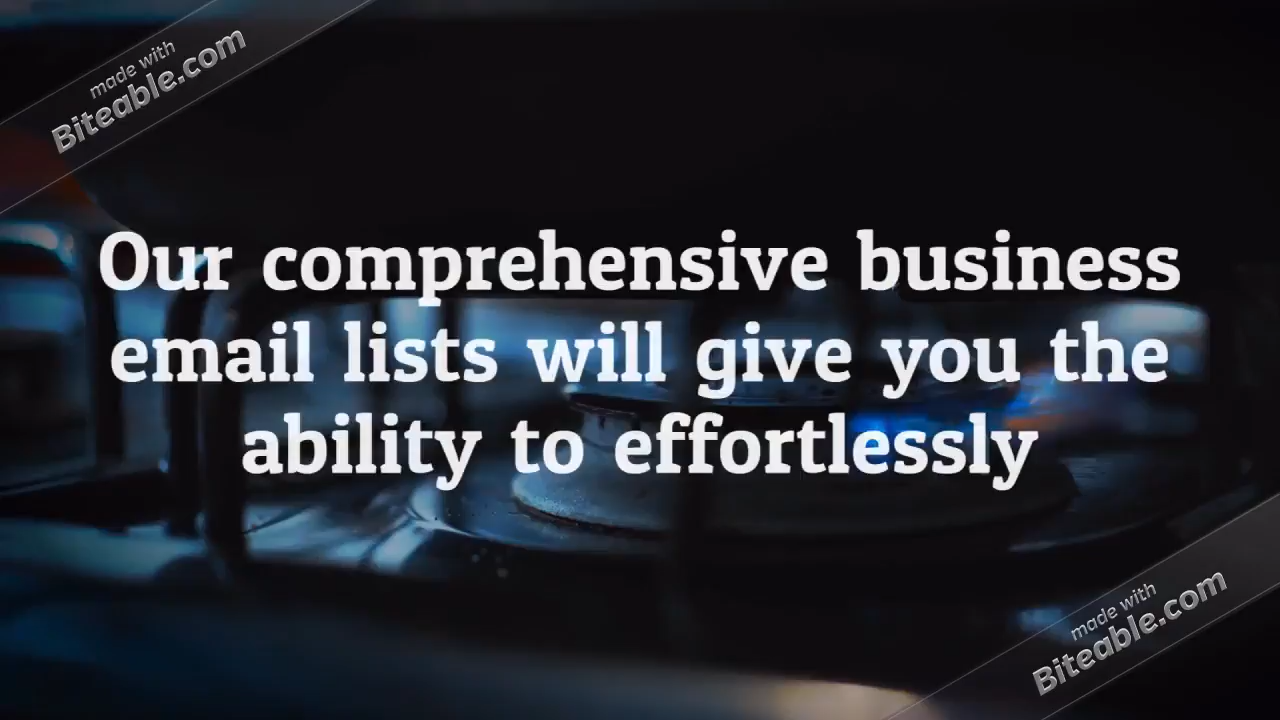 made with
Biteable.com
Our comprehensive business
email lists will give you the
ability to effortlessly
made with
Biteable.com